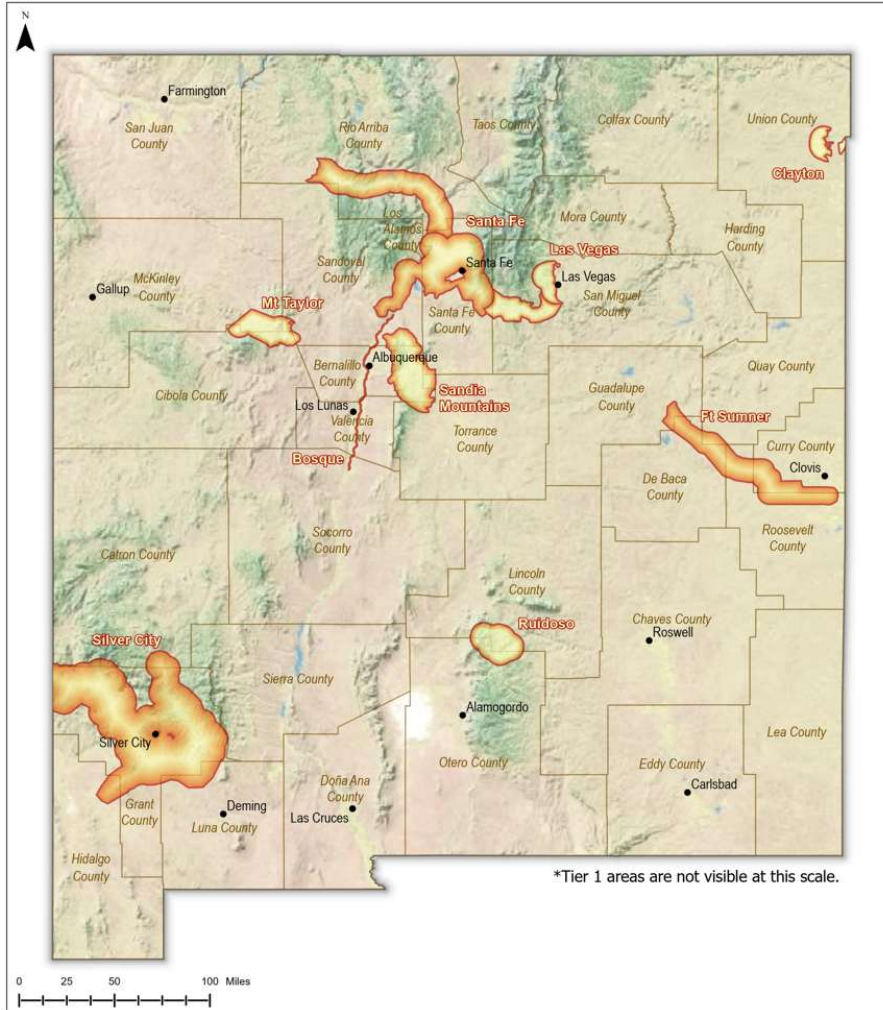 N
Farmington
San Juan
County
Rio Arriba
County
Taos County
Colfax County
Union County
Clayton
Los
Alamos
County
Santa Fe
Mora County
Harding
County
Sandoval
County
Santa Fe
Las Vegas
Las Vegas
McKinley
County
Gallup
San Miguel
County
Mt Taylor
Santa Fe
County
Albuquerque
Bernalillo
County
Quay County
Cibola County
Sandia
Mountains
Guadalupe
County
Los Lunas
Valencia
County
Ft Sumner
Torrance
County
Curry County
Bosque
Clovis
De Baca
County
Socorro
County
Roosevelt
County
Catron County
Lincoln
County
Chaves County
Ruidoso
Roswell
Silver City
Sierra County
Alamogordo
Silver City
Lea County
Otero County
Eddy County
Doña Ana
County
Carlsbad
Grant
County
Deming
Las Cruces
Luna County
Hidalgo
County
*Tier 1 areas are not visible at this scale.
0 25 50 100 Miles